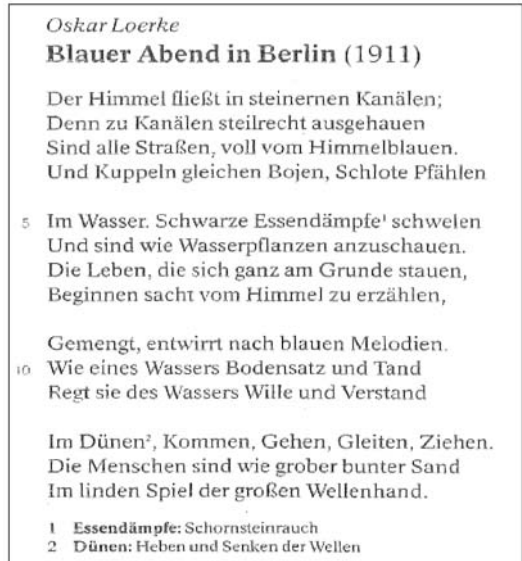 Oskar Loerke
Blauer Abend in Berlin (1911)
Der Himmel fließt in steinernen Kanälen;
Denn zu Kanälen steilrecht ausgehauen
Sind alle Straßen, voll vom Himmelblauen.
Und Kuppeln gleichen Bojen, Schlote Pfählen
5 Im Wasser. Schwarze Essendämpfe¹ schwelen
Und sind wie Wasserpflanzen anzuschauen.
Die Leben, die sich ganz am Grunde stauen,
Beginnen sacht vom Himmel zu erzählen,
Gemengt, entwirrt nach blauen Melodien.
10 Wie eines Wassers Bodensatz und Tand
Regt sie des Wassers Wille und Verstand
Im Dünen², Kommen, Gehen, Gleiten, Ziehen.
Die Menschen sind wie grober bunter Sand
Im linden Spiel der großen Wellenhand.
1 Essendämpfe: Schornsteinrauch
2 Dünen: Heben und Senken der Wellen